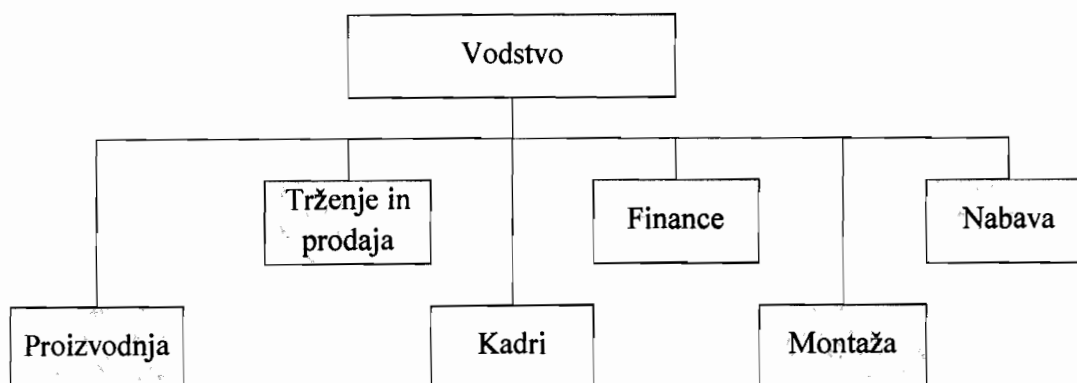 Vodstvo
Trženje in
prodaja
Finance
Nabava
Proizvodnja
Kadri
Montaža